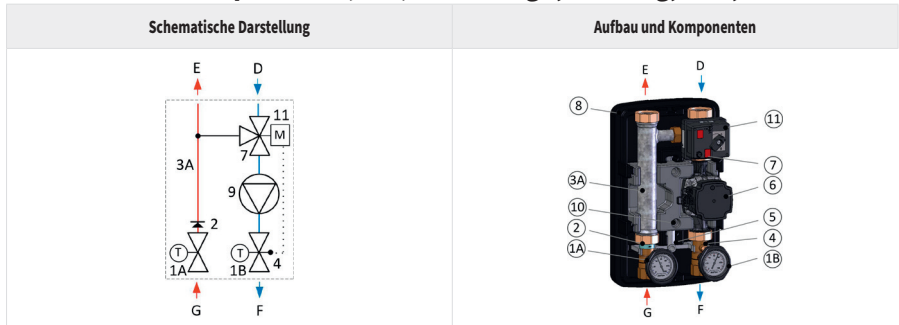 Schematische Darstellung
Aufbau und Komponenten
E D
11
M
7
3A
9
2
T T
1A 1B 4
G F
E D
8
11
7
3A
6
10
5
2
4
1A
1B
G F